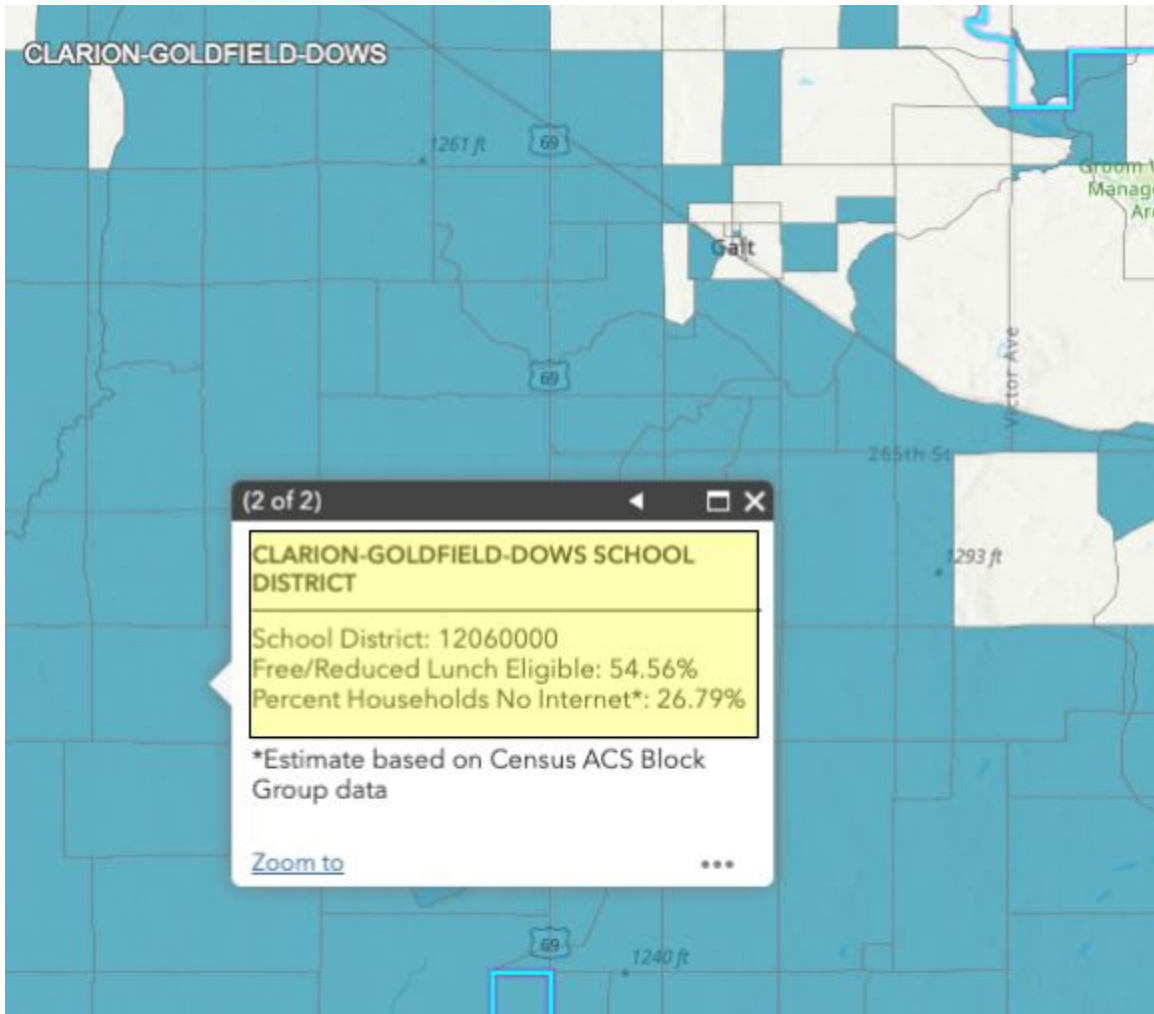 CLARION-GOLDFIELD-DOWS
1261 ft
69
Groom
Manag
Galt
69
Victor Ave
265th St
(2 of 2)
CLARION-GOLDFIELD-DOWS SCHOOL
DISTRICT
1293 ft
School District: 12060000
Free/Reduced Lunch Eligible: 54.56%
Percent Households No Internet*: 26.79%
*Estimate based on Census ACS Block
Group data
Zoom to
69
1240 ft